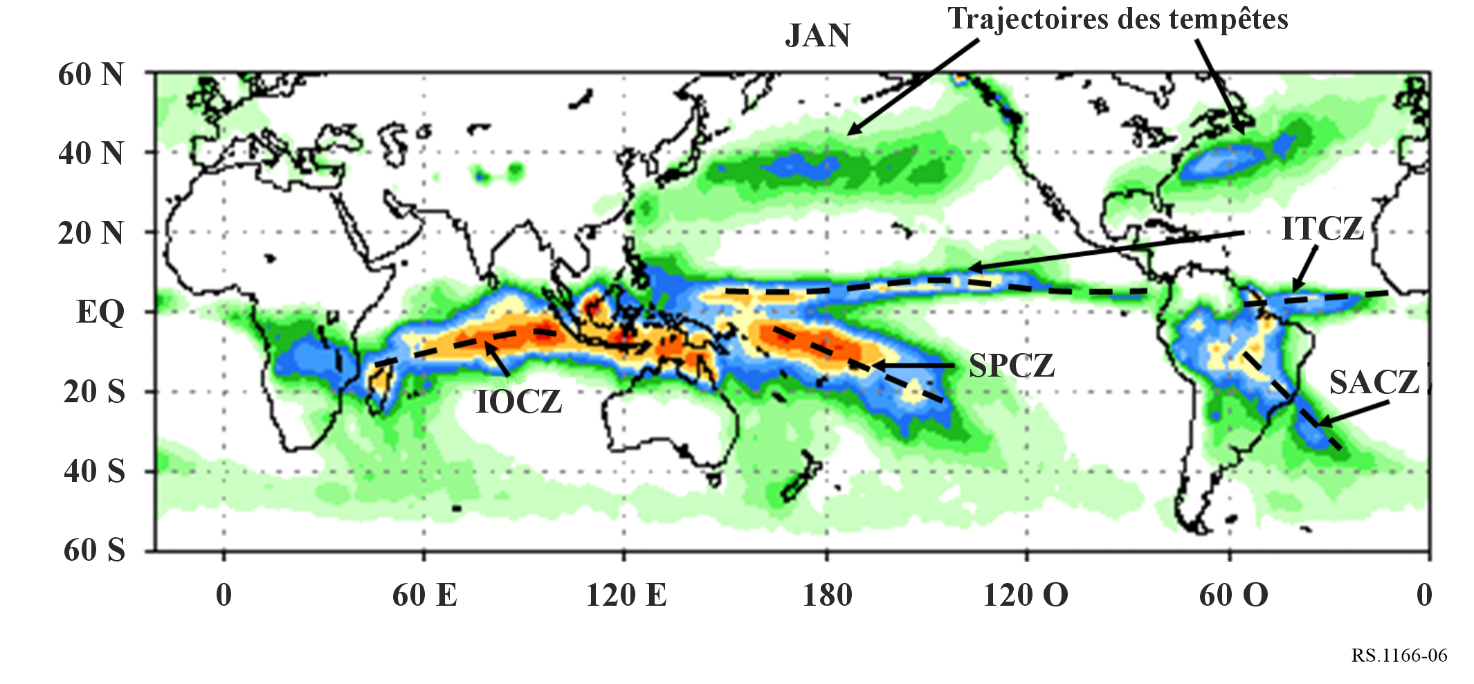 Trajectoires des tempêtes
JAN
60 N
40 N
20 N
EQ
20 S
40 S
60 S
ITCZ
SPCZ
IOCZ
SACZ
0 60 E 120 E 180 120 O 60 O 0
RS.1166-06